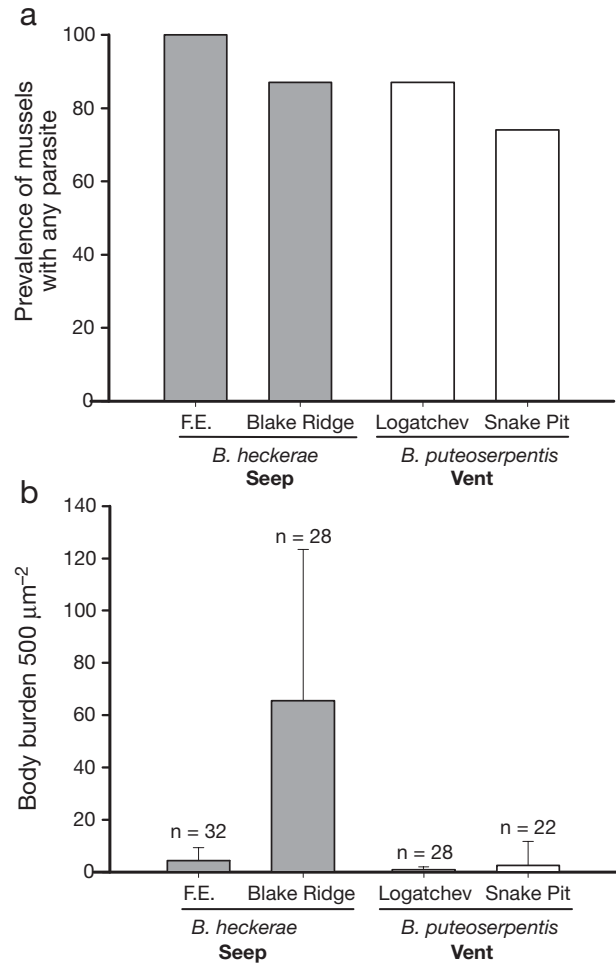 a
Prevalence of mussels
with any parasite
100
80
60
40
20
0
F.E. Blake Ridge Logatchev Snake Pit
B. heckerae B. puteoserpentis
Seep Vent
b
Body burden 500 µm⁻²
140
120
100
80
60
40
20
0
n = 32
n = 28
n = 28
n = 22
F.E. Blake Ridge Logatchev Snake Pit
B. heckerae B. puteoserpentis
Seep Vent